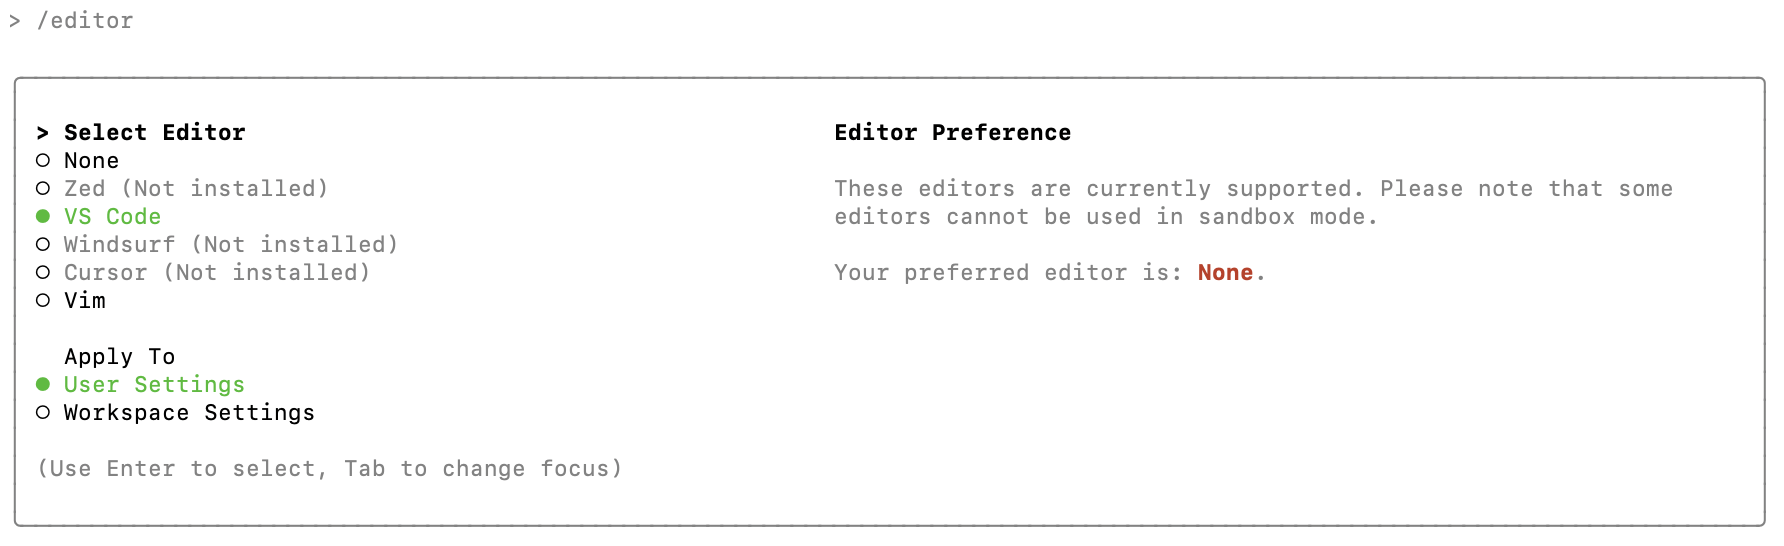 > /editor
> Select Editor
None
Zed (Not installed)
VS Code
Windsurf (Not installed)
Cursor (Not installed)
Vim
Apply To
User Settings
Workspace Settings
(Use Enter to select, Tab to change focus)
Editor Preference
These editors are currently supported. Please note that some
editors cannot be used in sandbox mode.
Your preferred editor is: None.